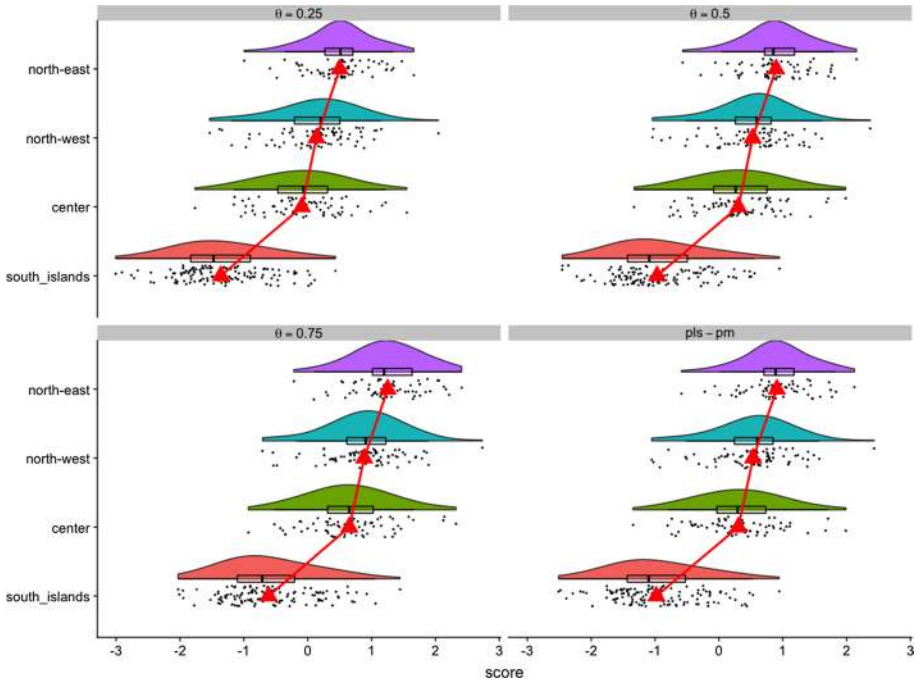 θ = 0.25
θ = 0.5
north-east
north-west
center
south_islands
θ = 0.75
pls − pm
north-east
north-west
center
south_islands
-3 -2 -1 0 1 2 3 -3 -2 -1 0 1 2 3
score